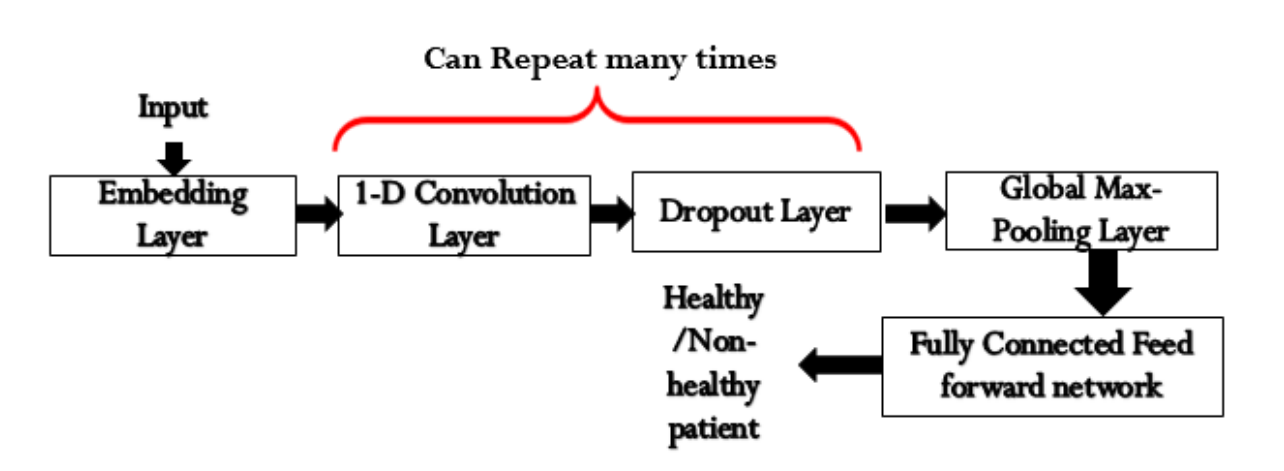 Can Repeat many times
Input
Embedding
Layer
1-D Convolution
Layer
Dropout Layer
Global Max-
Pooling Layer
Fully Connected Feed
forward network
Healthy
/Non-
healthy
patient